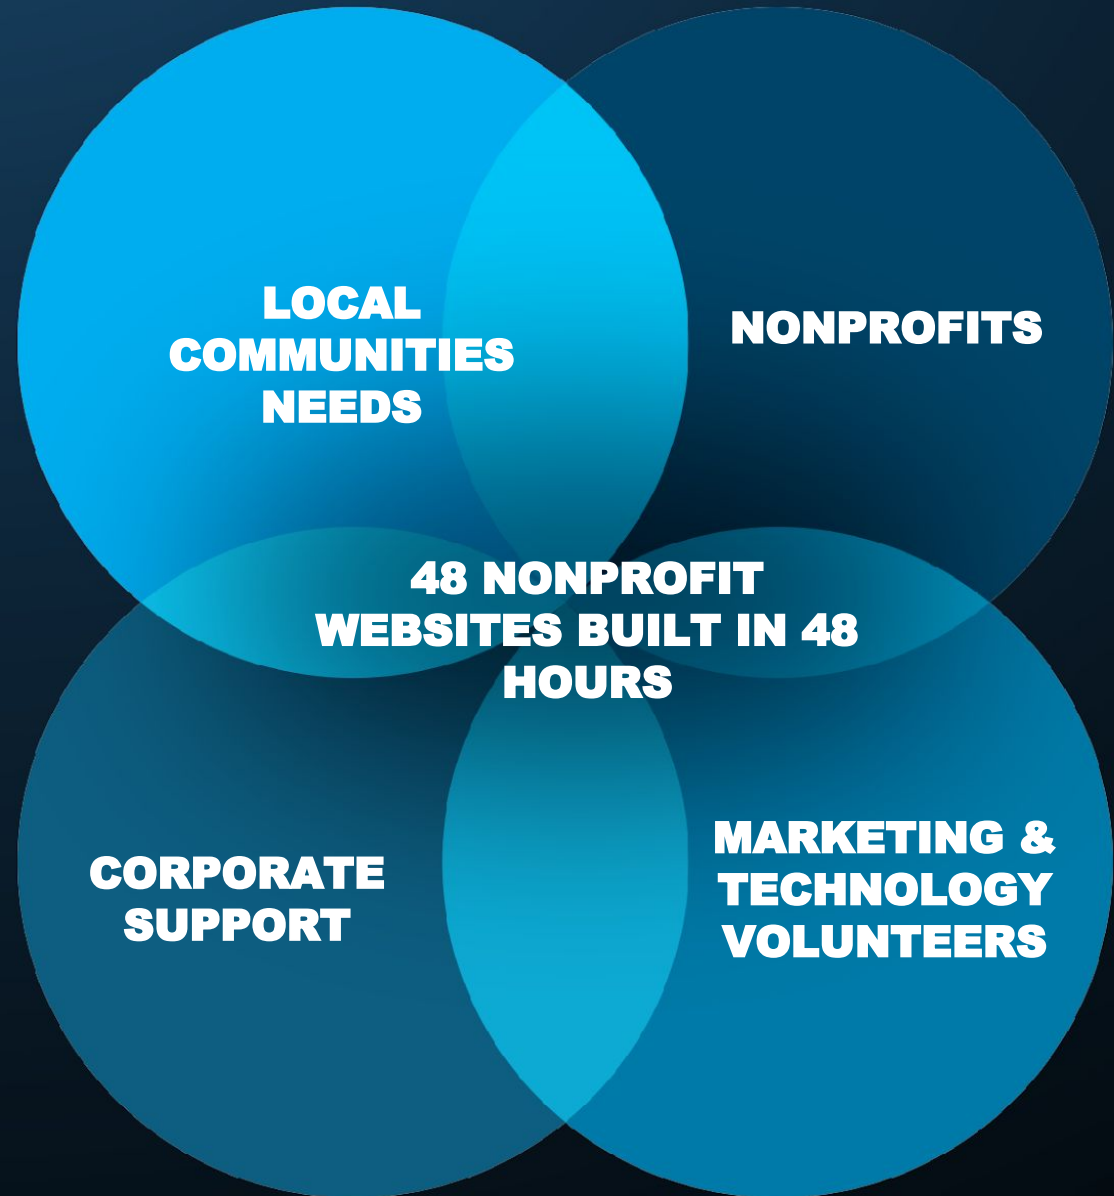 LOCAL
COMMUNITIES
NEEDS
NONPROFITS
48 NONPROFIT
WEBSITES BUILT IN 48
HOURS
CORPORATE
SUPPORT
MARKETING &
TECHNOLOGY
VOLUNTEERS